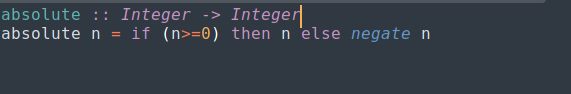 absolute :: Integer -> Integer
absolute n = if (n>=0) then n else negate n